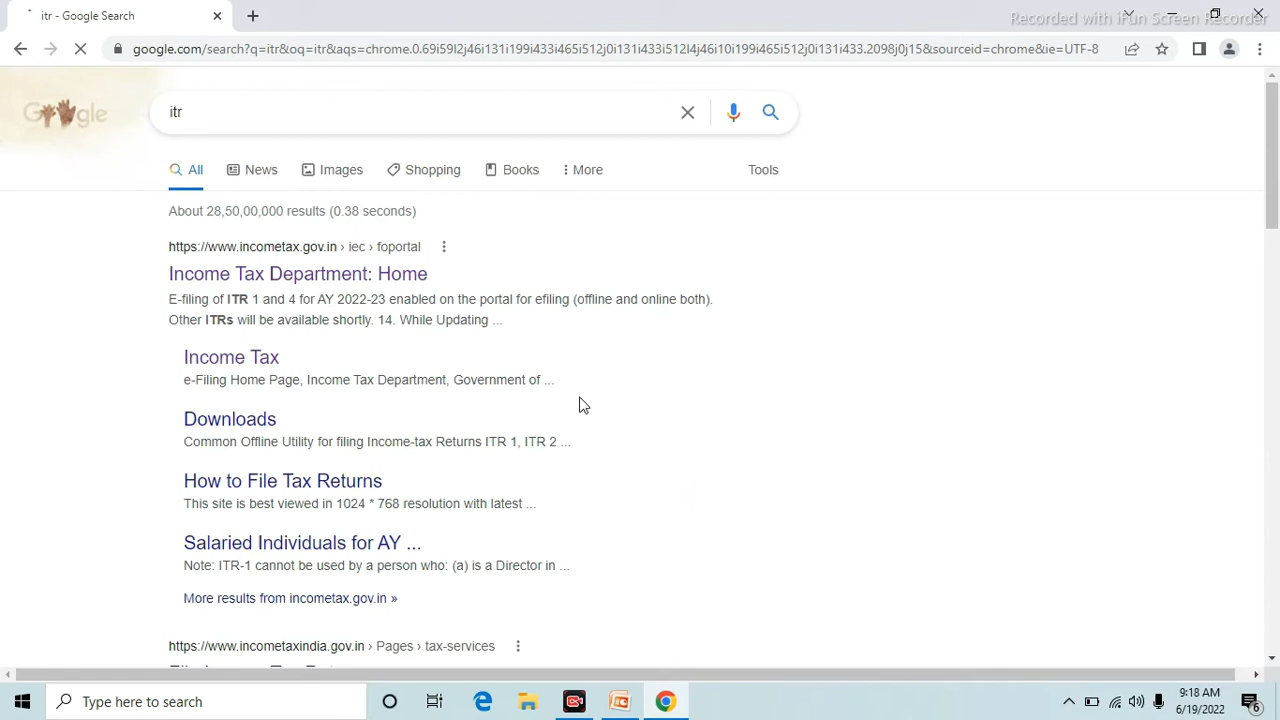 itr - Google Search
Recorded with iFun Screen Recorder
google.com/search?q=itr&oq=itr&aqs=chrome.0.69i59l2j46i131i199i433i465i512j0i131i433i512l4j46i10i199i465i512j0i131i433.2098j0j15&sourceid=chrome&ie=UTF-8
Google
itr
All
News
Images
Shopping
Books
More
Tools
About 28,50,00,000 results (0.38 seconds)
https://www.incometax.gov.in › iec › foportal
Income Tax Department: Home
E-filing of ITR 1 and 4 for AY 2022-23 enabled on the portal for efiling (offline and online both).
Other ITRs will be available shortly. 14. While Updating ...
Income Tax
e-Filing Home Page, Income Tax Department, Government of ...
Downloads
Common Offline Utility for filing Income-tax Returns ITR 1, ITR 2 ...
How to File Tax Returns
This site is best viewed in 1024 * 768 resolution with latest ...
Salaried Individuals for AY ...
Note: ITR-1 cannot be used by a person who: (a) is a Director in ...
More results from incometax.gov.in »
https://www.incometaxindia.gov.in › Pages › tax-services
Type here to search
9:18 AM
6/19/2022
6